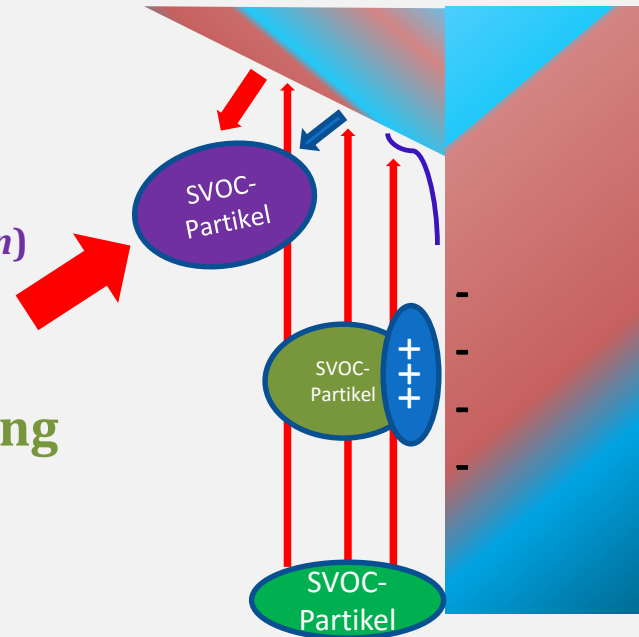 SVOC-
Partikel
n)
SVOC-
Partikel
+
+
+
-
-
-
-
ng
SVOC-
Partikel